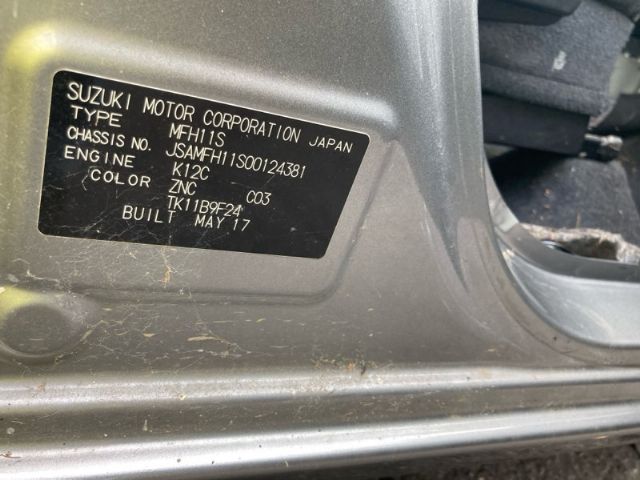 SUZUKI MOTOR CORPORATION JAPAN
TYPE MFH11S
CHASSIS NO. JSAMFH11S00124381
ENGINE K12C
COLOR ZNC C03
TK11B9F24
BUILT MAY 17